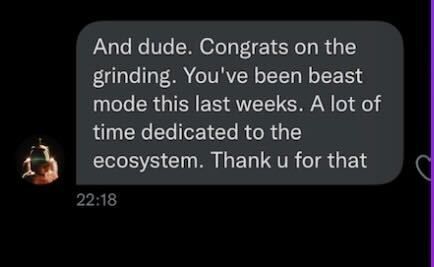 And dude. Congrats on the
grinding. You've been beast
mode this last weeks. A lot of
time dedicated to the
ecosystem. Thank u for that
22:18